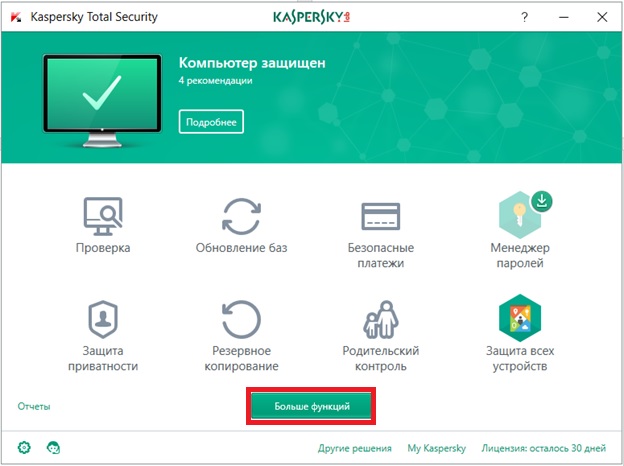 Kaspersky Total Security
KASPERSKY lab
?
Компьютер защищен
4 рекомендации
Подробнее
Проверка
Обновление баз
Безопасные
платежи
Менеджер
паролей
Защита
приватности
Резервное
копирование
Родительский
контроль
Защита всех
устройств
Отчеты
Больше функций
Другие решения
My Kaspersky
Лицензия: осталось 30 дней